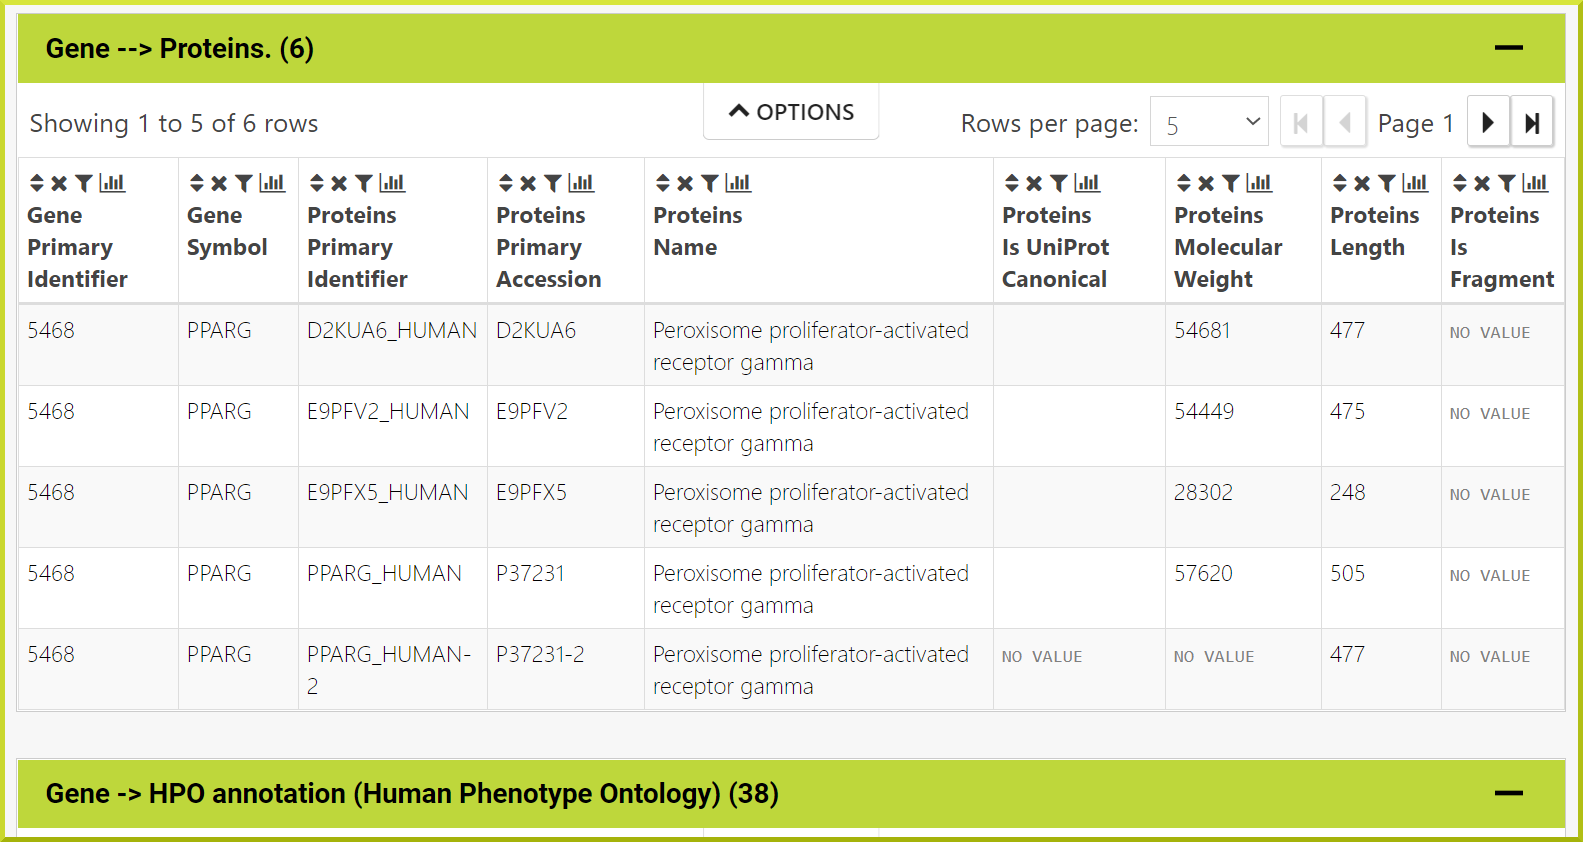 Gene --> Proteins. (6)
Showing 1 to 5 of 6 rows
OPTIONS
Rows per page: 5
Page 1
Gene Primary Identifier
Gene Symbol
Proteins Primary Identifier
Proteins Primary Accession
Proteins Name
Proteins Is UniProt Canonical
Proteins Molecular Weight
Proteins Length
Proteins Is Fragment
5468 PPARG D2KUA6_HUMAN D2KUA6 Peroxisome proliferator-activated 54681 477 NO VALUE
receptor gamma
5468 PPARG E9PFV2_HUMAN E9PFV2 Peroxisome proliferator-activated 54449 475 NO VALUE
receptor gamma
5468 PPARG E9PFX5_HUMAN E9PFX5 Peroxisome proliferator-activated 28302 248 NO VALUE
receptor gamma
5468 PPARG PPARG_HUMAN P37231 Peroxisome proliferator-activated 57620 505 NO VALUE
receptor gamma
5468 PPARG PPARG_HUMAN- P37231-2 Peroxisome proliferator-activated NO VALUE NO VALUE 477 NO VALUE
2 receptor gamma
Gene -> HPO annotation (Human Phenotype Ontology) (38)